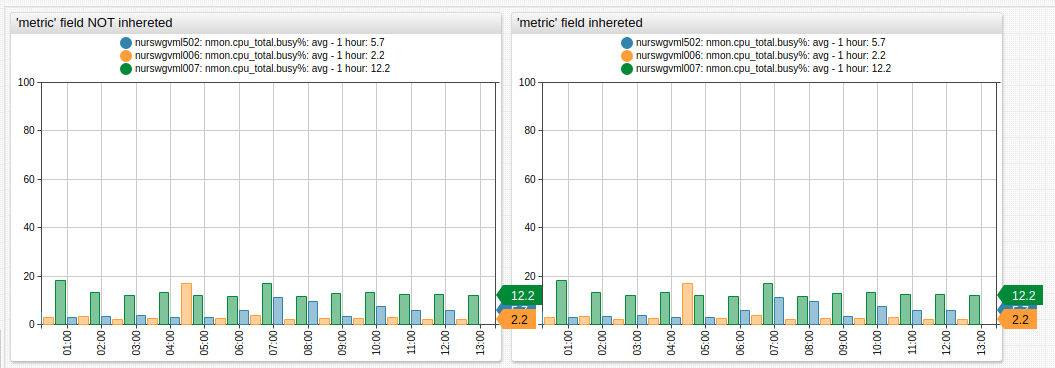 'metric' field NOT inhereted
nurswgvml502: nmon.cpu_total.busy%: avg - 1 hour: 5.7
nurswgvml006: nmon.cpu_total.busy%: avg - 1 hour: 2.2
nurswgvml007: nmon.cpu_total.busy%: avg - 1 hour: 12.2
100
80
60
40
20
0
12.2
2.2
01:00 02:00 03:00 04:00 05:00 06:00 07:00 08:00 09:00 10:00 11:00 12:00 13:00
'metric' field inhereted
nurswgvml502: nmon.cpu_total.busy%: avg - 1 hour: 5.7
nurswgvml006: nmon.cpu_total.busy%: avg - 1 hour: 2.2
nurswgvml007: nmon.cpu_total.busy%: avg - 1 hour: 12.2
100
80
60
40
20
0
12.2
2.2
01:00 02:00 03:00 04:00 05:00 06:00 07:00 08:00 09:00 10:00 11:00 12:00 13:00